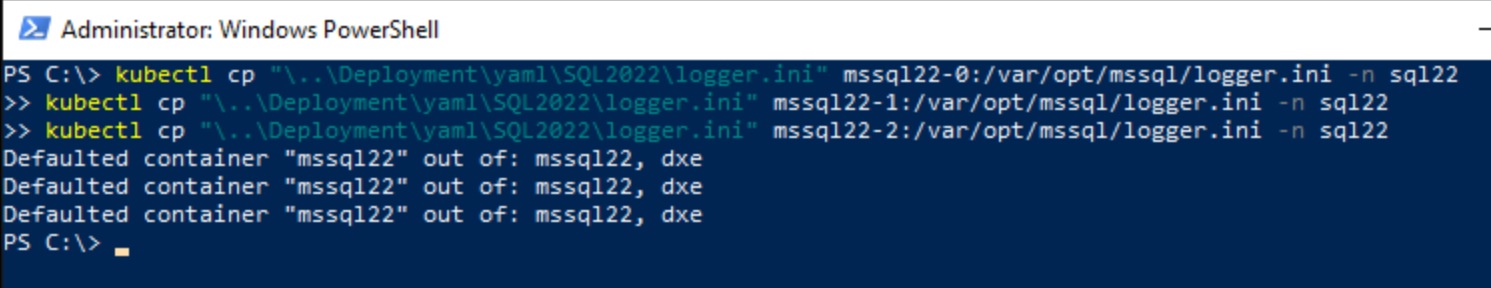 Administrator: Windows PowerShell
PS C:\> kubectl cp "\..\Deployment\yaml\SQL2022\logger.ini" mssql22-0:/var/opt/mssql/logger.ini -n sql22
>> kubectl cp "\..\Deployment\yaml\SQL2022\logger.ini" mssql22-1:/var/opt/mssql/logger.ini -n sql22
>> kubectl cp "\..\Deployment\yaml\SQL2022\logger.ini" mssql22-2:/var/opt/mssql/logger.ini -n sql22
Defaulted container "mssql22" out of: mssql22, dxe
Defaulted container "mssql22" out of: mssql22, dxe
Defaulted container "mssql22" out of: mssql22, dxe
PS C:\>